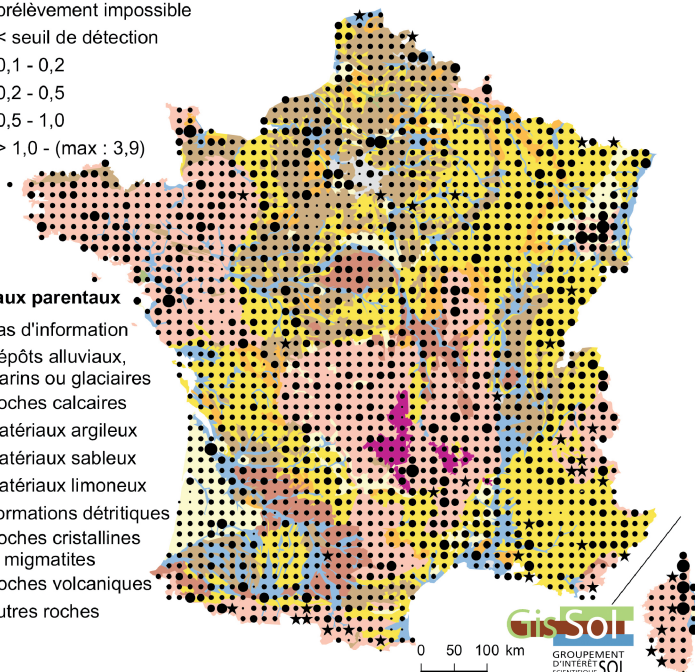 prélèvement impossible
< seuil de détection
0,1 - 0,2
0,2 - 0,5
0,5 - 1,0
> 1,0 - (max : 3,9)
aux parentaux
as d'information
épôts alluviaux,
arins ou glaciaires
oches calcaires
atériaux argileux
atériaux sableux
atériaux limoneux
ormations détritiques
oches cristallines
migmatites
oches volcaniques
utres roches
0 50 100 km
GisSol
GROUPEMENT
D'INTÉRÊT
SCIENTIFIQUE SOL